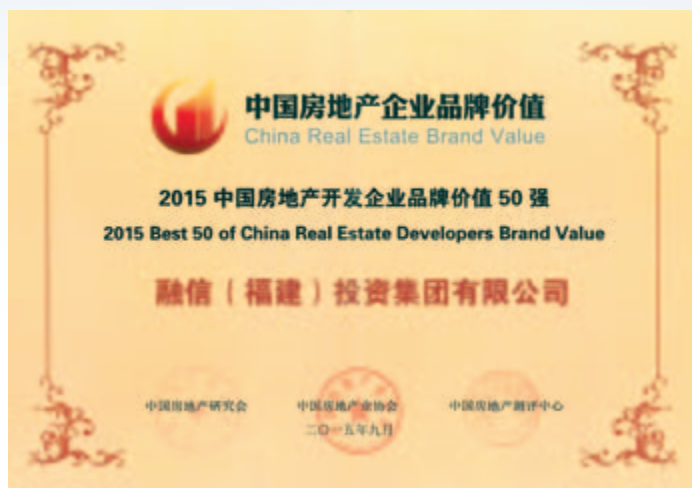 中国房地产企业品牌价值
China Real Estate Brand Value
2015 中国房地产开发企业品牌价值 50 强
2015 Best 50 of China Real Estate Developers Brand Value
融信（福建）投资集团有限公司
中国房地产研究会 中国房地产业协会 中国房地产测评中心
二〇一五年九月